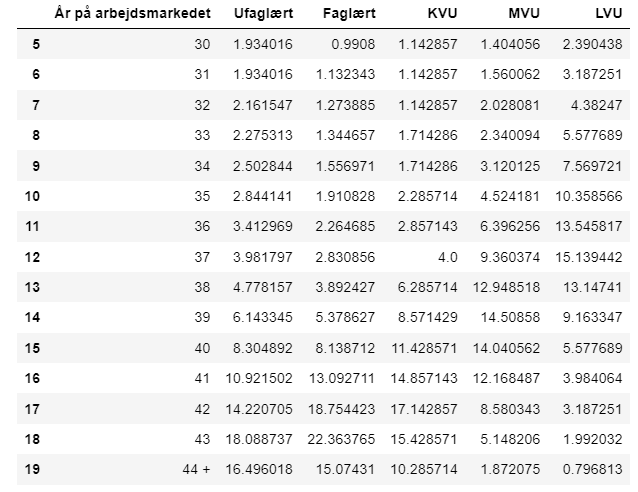 År på arbejdsmarkedet Ufaglært Faglært KVU MVU LVU
5 30 1.934016 0.9908 1.142857 1.404056 2.390438
6 31 1.934016 1.132343 1.142857 1.560062 3.187251
7 32 2.161547 1.273885 1.142857 2.028081 4.38247
8 33 2.275313 1.344657 1.714286 2.340094 5.577689
9 34 2.502844 1.556971 1.714286 3.120125 7.569721
10 35 2.844141 1.910828 2.285714 4.524181 10.358566
11 36 3.412969 2.264685 2.857143 6.396256 13.545817
12 37 3.981797 2.830856 4.0 9.360374 15.139442
13 38 4.778157 3.892427 6.285714 12.948518 13.14741
14 39 6.143345 5.378627 8.571429 14.50858 9.163347
15 40 8.304892 8.138712 11.428571 14.040562 5.577689
16 41 10.921502 13.092711 14.857143 12.168487 3.984064
17 42 14.220705 18.754423 17.142857 8.580343 3.187251
18 43 18.088737 22.363765 15.428571 5.148206 1.992032
19 44 + 16.496018 15.07431 10.285714 1.872075 0.796813